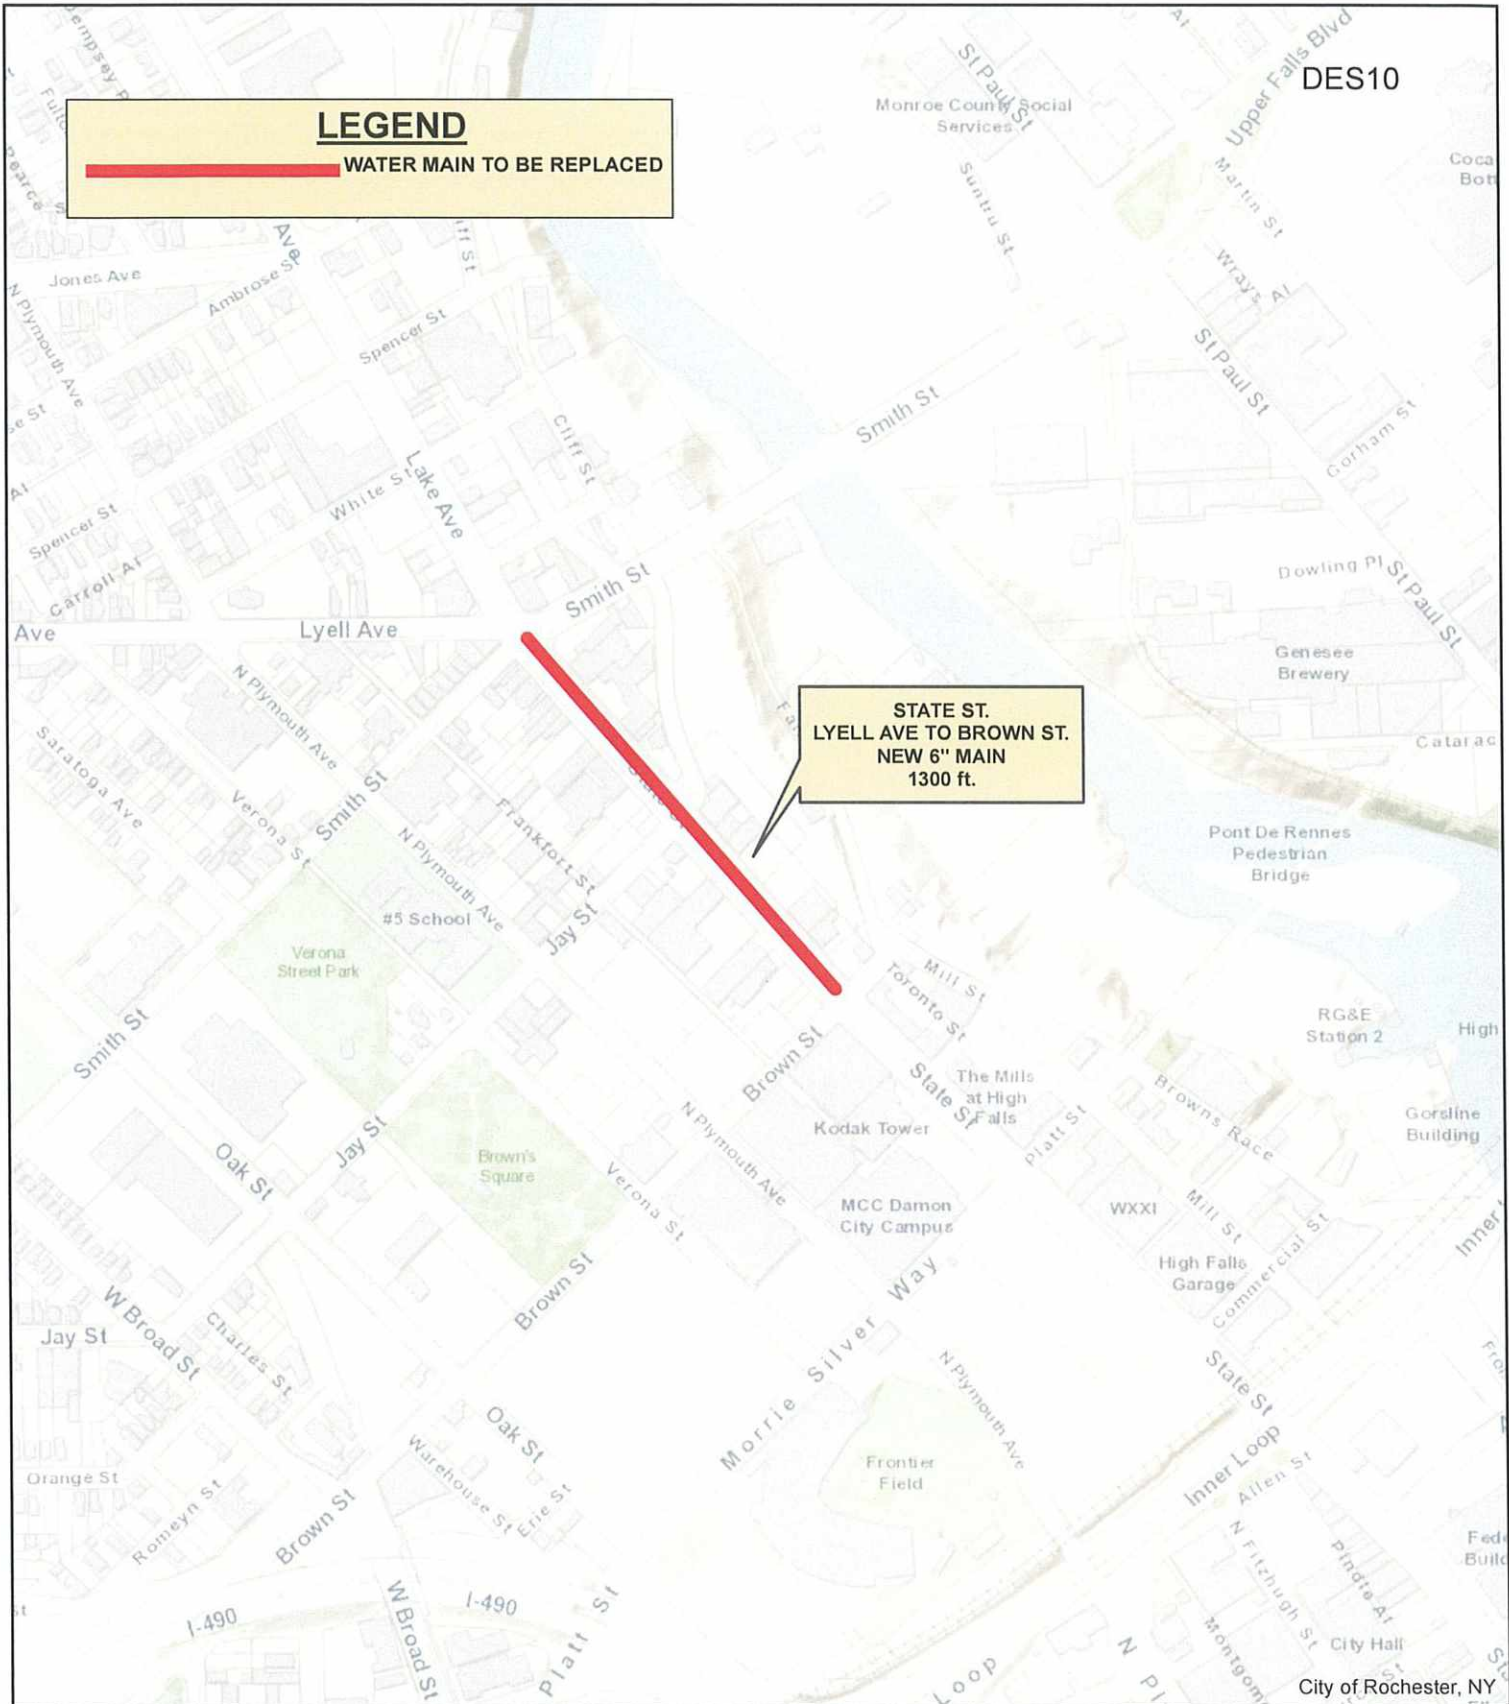 DES10
LEGEND
WATER MAIN TO BE REPLACED
St Paul St
Upper Falls Blvd
Monroe County Social
Services
Martin St
Suntru St
Wrays Al
Jones Ave
Ave
Ambrose St
N Plymouth Ave
Spencer St
St Paul St
Smith St
Gorham St
Cliff St
Lake Ave
White St
Spencer St
Carroll Al
Dowling Pl
St Paul St
Smith St
Ave
Lyell Ave
Genesee
Brewery
N Plymouth Ave
STATE ST.
LYELL AVE TO BROWN ST.
NEW 6" MAIN
1300 ft.
Saratoga Ave
Verona St
Smith St
Frankfort St
N Plymouth Ave
#5 School
Jay St
Pont De Rennes
Pedestrian
Bridge
Verona
Street Park
Mill St
Toronto St
Smith St
RG&E
Station 2
High
Brown St
State St
The Mills
at High
Falls
Platt St
Browns Race
Kodak Tower
Gorsline
Building
Oak St
Jay St
Brown's
Square
N Plymouth Ave
Verona St
MCC Damon
City Campus
WXXI
Mill St
High Falls
Garage
Commercial St
Inner
W Broad St
Brown St
Morrie Silver Way
Jay St
Charles St
State St
N Plymouth Ave
Oak St
Warehouse St
Erie St
Frontier
Field
Inner Loop
Allen St
Orange St
Romeyn St
Brown St
N Fitzhugh St
Pindle Al
I-490
I-490
W Broad St
Platt St
City Hall
Loop
City of Rochester, NY